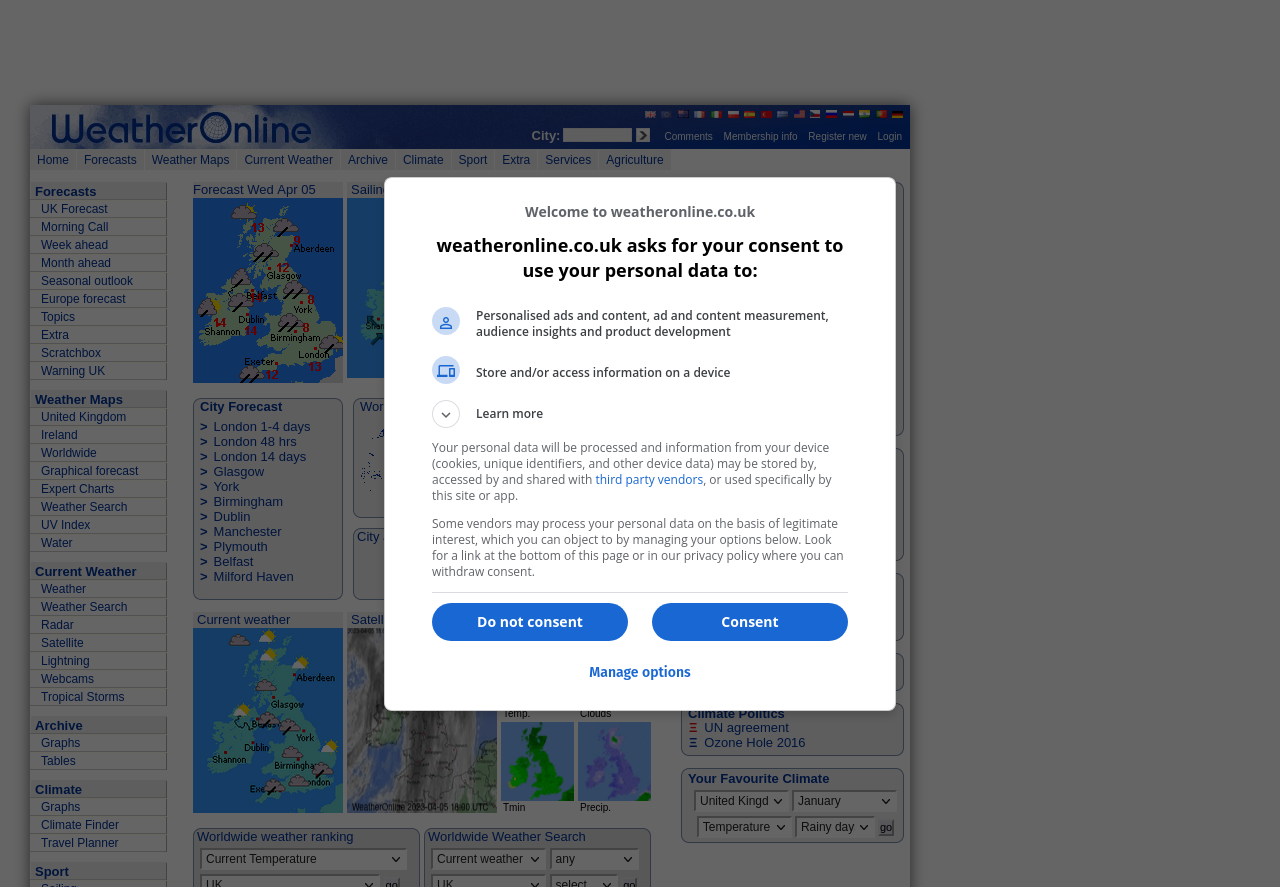 WeatherOnline
City:
Comments Membership info Register new Login
Home Forecasts Weather Maps Current Weather Archive Climate Sport Extra Services Agriculture
Forecasts
UK Forecast
Morning Call
Week ahead
Month ahead
Seasonal outlook
Europe forecast
Topics
Extra
Scratchbox
Warning UK
Weather Maps
United Kingdom
Ireland
Worldwide
Graphical forecast
Expert Charts
Weather Search
UV Index
Water
Current Weather
Weather
Weather Search
Radar
Satellite
Lightning
Webcams
Tropical Storms
Archive
Graphs
Tables
Climate
Graphs
Climate Finder
Travel Planner
Sport
Sailing
Forecast Wed Apr 05
13
9
Aberdeen
12
Glasgow
Belfast
8
York
14
Dublin
Shannon
14
8
Birmingham
London
Exeter
13
12
City Forecast
> London 1-4 days
> London 48 hrs
> London 14 days
> Glasgow
> York
> Birmingham
> Dublin
> Manchester
> Plymouth
> Belfast
> Milford Haven
City
Current weather
Aberdeen
Glasgow
York
Dublin
Shannon
WeatherOnline 2023-04-05 18:00 UTC
Temp. Clouds
Tmin Precip.
Worldwide weather ranking
Current Temperature
UK go
Worldwide Weather Search
Current weather any
UK select go
Welcome to weatheronline.co.uk
weatheronline.co.uk asks for your consent to
use your personal data to:
Personalised ads and content, ad and content measurement,
audience insights and product development
Store and/or access information on a device
Learn more
Your personal data will be processed and information from your device
(cookies, unique identifiers, and other device data) may be stored by,
accessed by and shared with third party vendors, or used specifically by
this site or app.
Some vendors may process your personal data on the basis of legitimate
interest, which you can object to by managing your options below. Look
for a link at the bottom of this page or in our privacy policy where you can
withdraw consent.
Do not consent Consent
Manage options
Climate Politics
Ξ UN agreement
Ξ Ozone Hole 2016
Your Favourite Climate
United Kingd January
Temperature Rainy day go